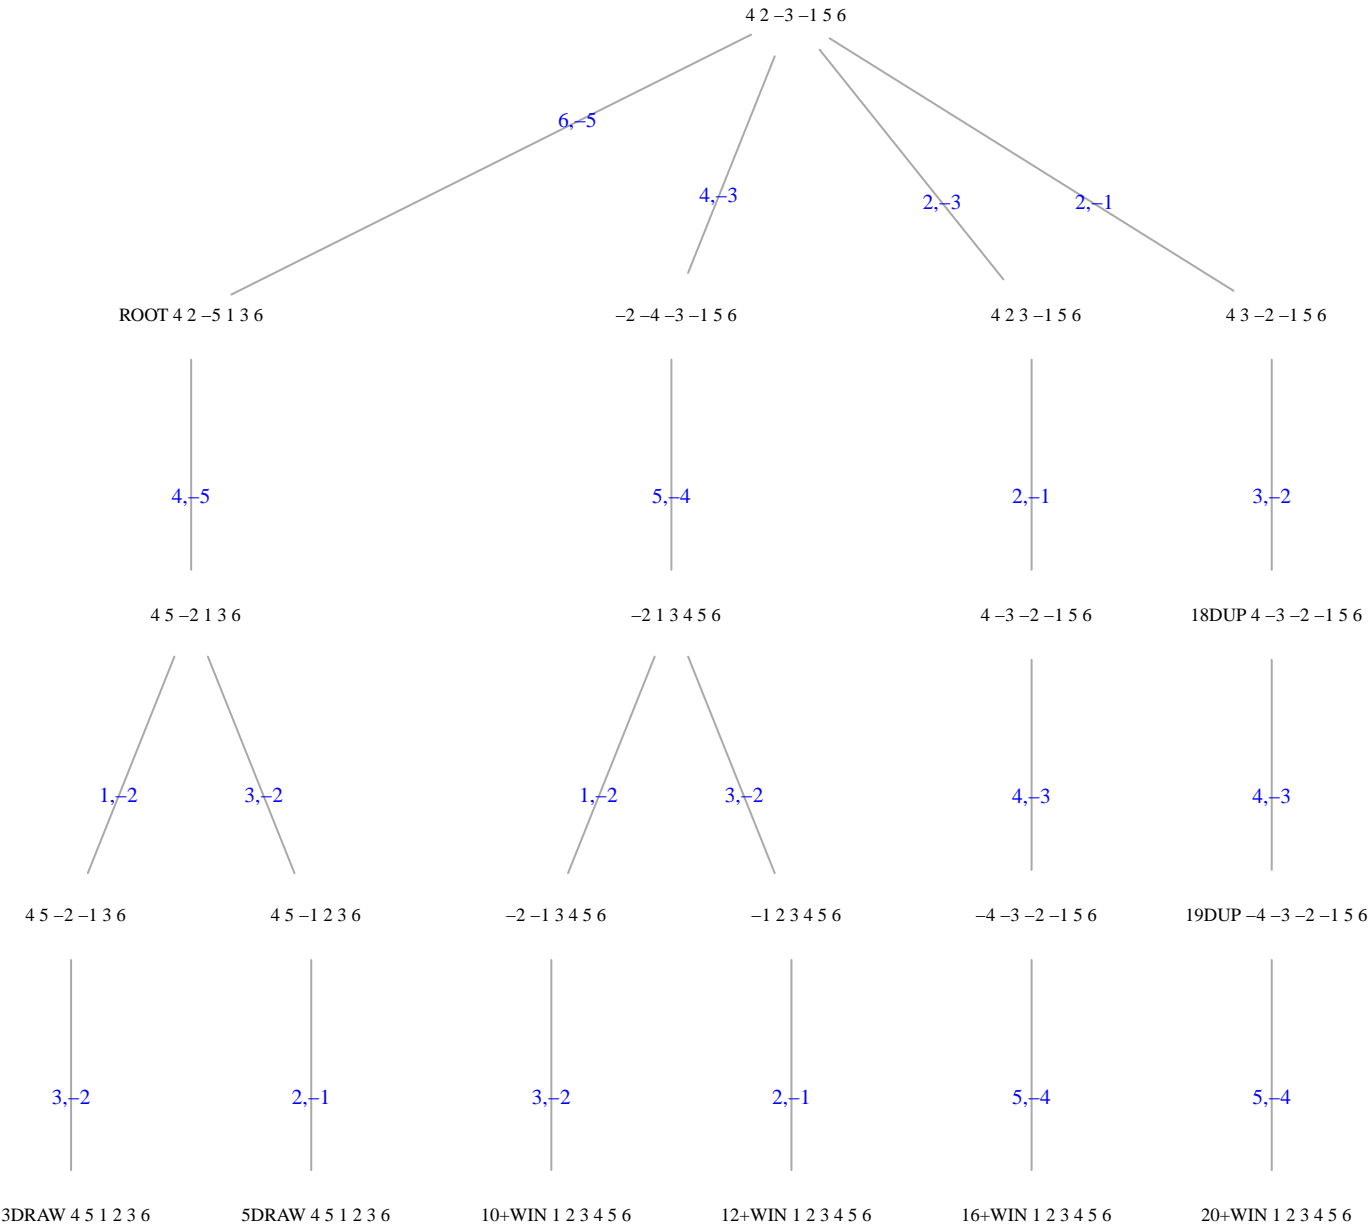 4 2 –3 –1 5 6
6,–5
4,–3
2,–3
2,–1
ROOT 4 2 –5 1 3 6
–2 –4 –3 –1 5 6
4 2 3 –1 5 6
4 3 –2 –1 5 6
4,–5
5,–4
2,–1
3,–2
4 5 –2 1 3 6
–2 1 3 4 5 6
4 –3 –2 –1 5 6
18DUP 4 –3 –2 –1 5 6
1,–2
3,–2
1,–2
3,–2
4,–3
4,–3
4 5 –2 –1 3 6
4 5 –1 2 3 6
–2 –1 3 4 5 6
–1 2 3 4 5 6
–4 –3 –2 –1 5 6
19DUP –4 –3 –2 –1 5 6
3,–2
2,–1
3,–2
2,–1
5,–4
5,–4
3DRAW 4 5 1 2 3 6
5DRAW 4 5 1 2 3 6
10+WIN 1 2 3 4 5 6
12+WIN 1 2 3 4 5 6
16+WIN 1 2 3 4 5 6
20+WIN 1 2 3 4 5 6